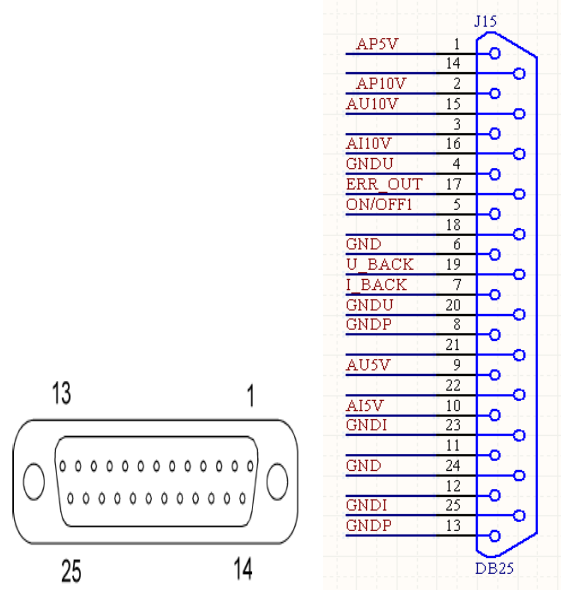 J15
AP5V 1
14
AP10V 2
AU10V 15
3
AI10V 16
GNDU 4
ERR_OUT 17
ON/OFF1 5
18
GND 6
U_BACK 19
I_BACK 7
GNDU 20
GNDP 8
21
AU5V 9
22
AI5V 10
GNDI 23
11
GND 24
12
GNDI 25
GNDP 13
DB25
13 1
25 14